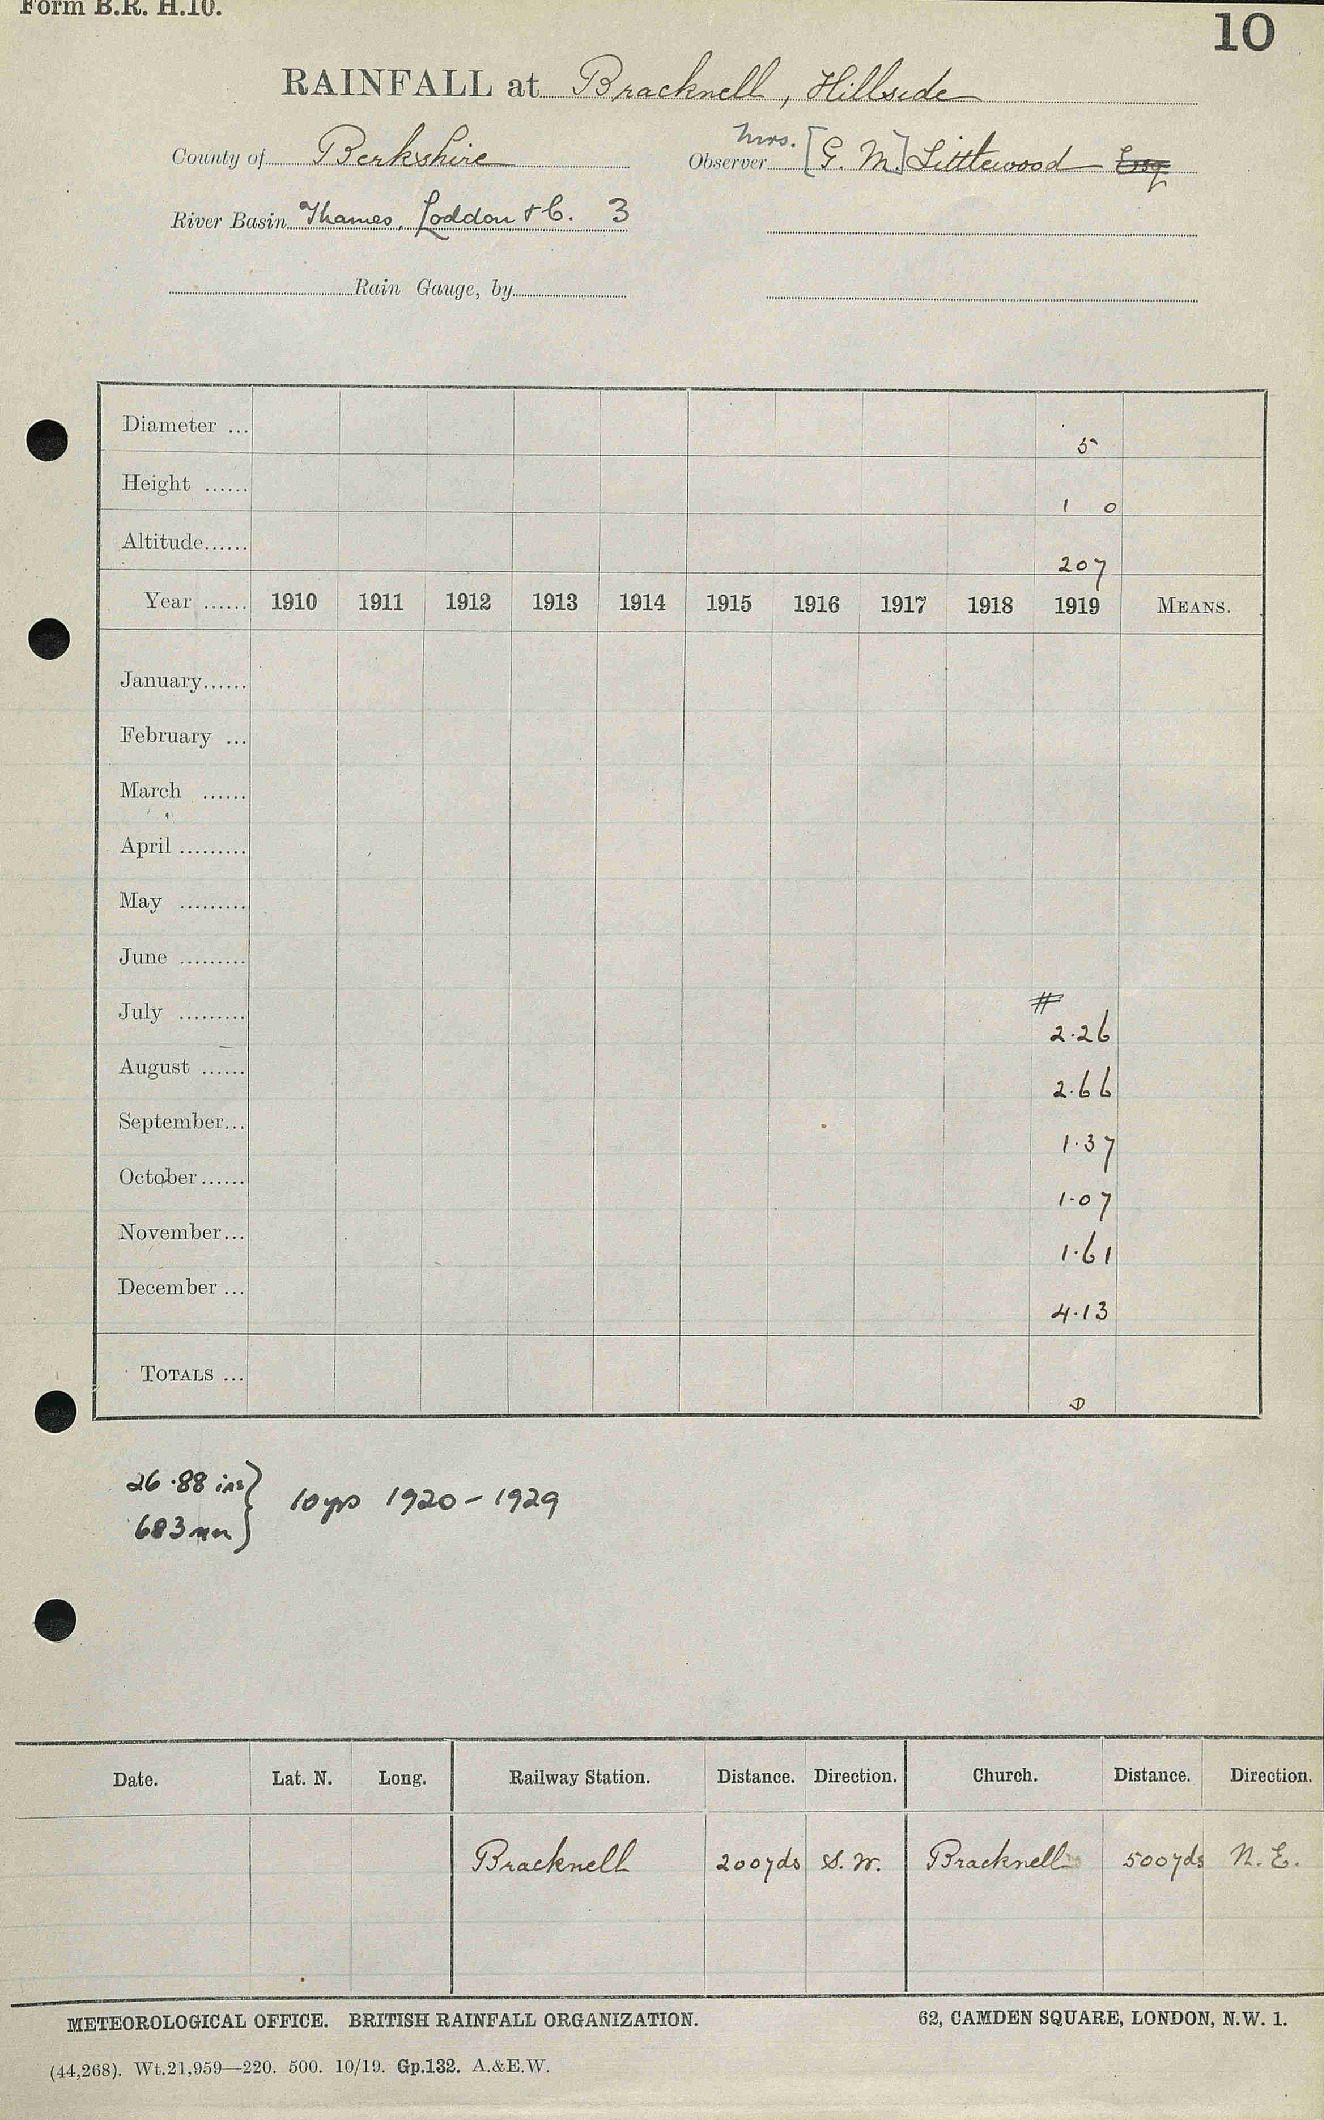 Form B.R. H.10.
10
RAINFALL at Bracknell, Hillside
County of Berkshire
Mrs.
Observer [G. M.] Littlewood Esq
River Basin Thames, Loddon &c. 3
Rain Gauge, by
Diameter ... 5
Height ...... 1 0
Altitude...... 207
Year ...... 1910 1911 1912 1913 1914 1915 1916 1917 1918 1919 MEANS.
January......
February ...
March ......
April .........
May .........
June .........
#
July ......... 2.26
August ...... 2.66
September... 1.37
October...... 1.07
November... 1.61
December ... 4.13
TOTALS ...
26.88 ins } 10 yrs 1920-1929
683 mm }
Date. Lat. N. Long. Railway Station. Distance. Direction. Church. Distance. Direction.
Bracknell 200yds S.W. Bracknell 500yds N.E.
METEOROLOGICAL OFFICE. BRITISH RAINFALL ORGANIZATION. 62, CAMDEN SQUARE, LONDON, N.W. 1.
(44,268). Wt.21,959—220. 500. 10/19. Gp.132. A.&E.W.